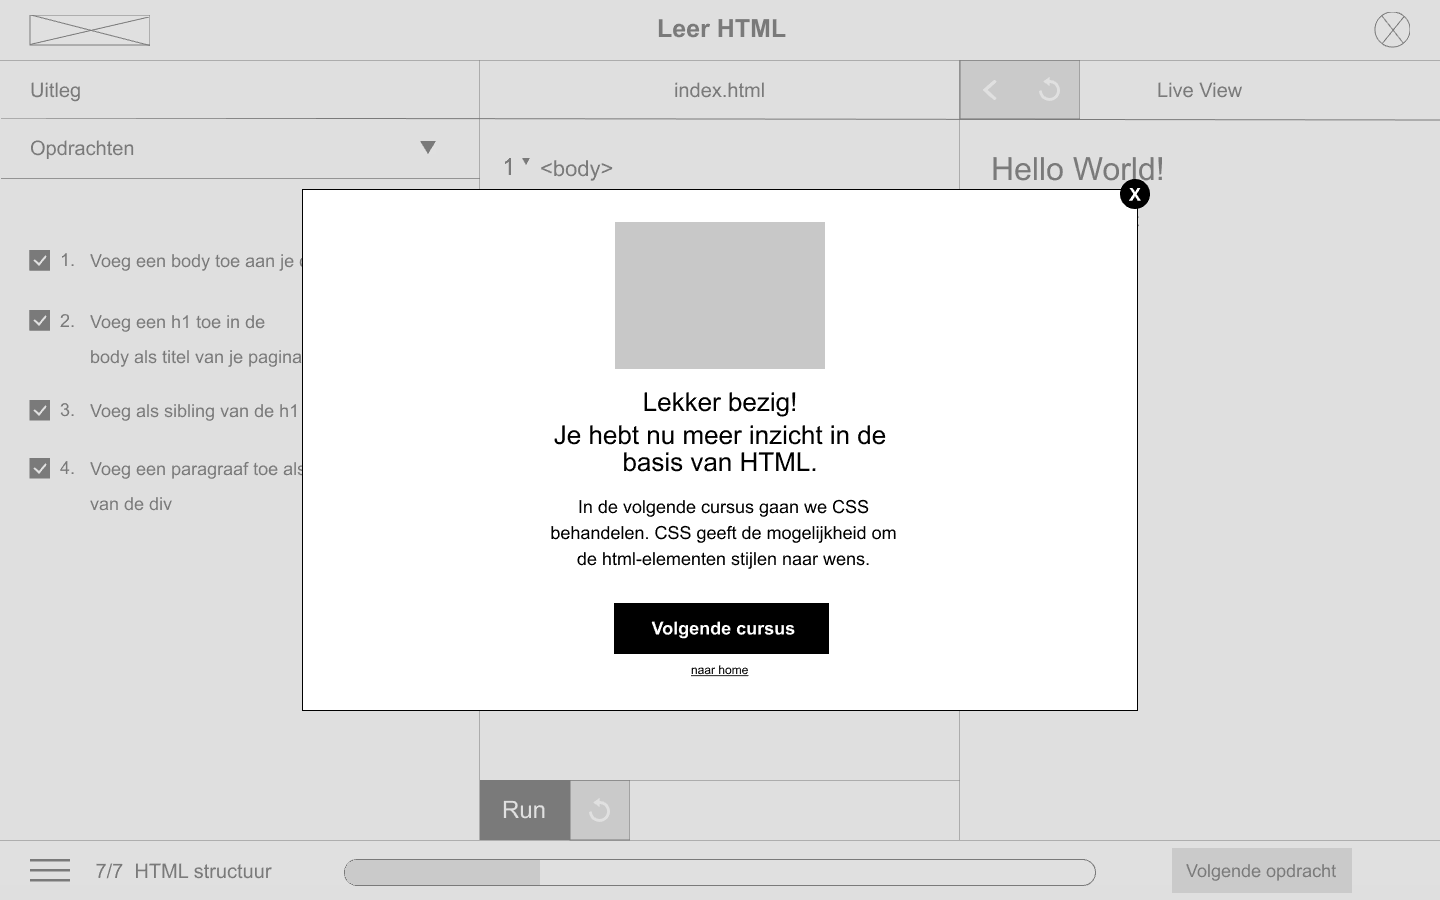 Leer HTML
Uitleg
index.html
Live View
Opdrachten
1 <body>
Hello World!
1. Voeg een body toe aan je
2. Voeg een h1 toe in de
body als titel van je pagina
3. Voeg als sibling van de h1
4. Voeg een paragraaf toe als
van de div
X
Lekker bezig!
Je hebt nu meer inzicht in de
basis van HTML.
In de volgende cursus gaan we CSS
behandelen. CSS geeft de mogelijkheid om
de html-elementen stijlen naar wens.
Volgende cursus
naar home
Run
7/7 HTML structuur
Volgende opdracht